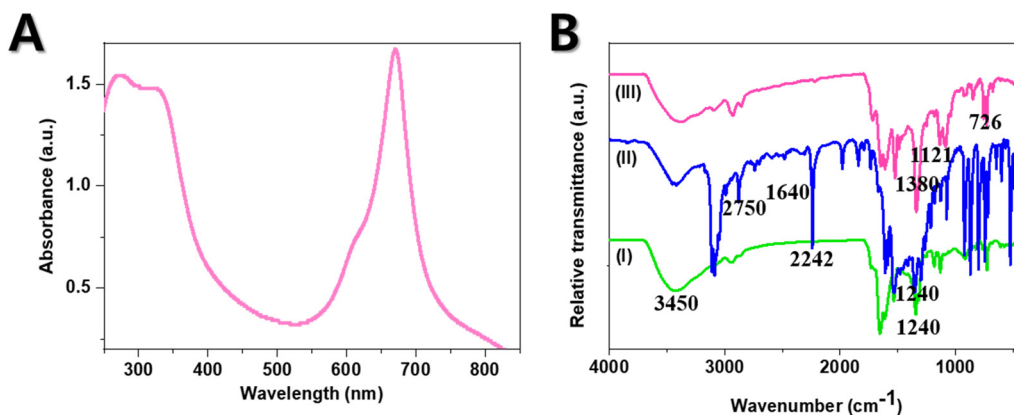 A
Absorbance (a.u.)
1.5
1.0
0.5
300 400 500 600 700 800
Wavelength (nm)
B
Relative transmittance (a.u.)
(III)
726
(II)
1121
1380
1640
2750
(I)
2242
1240
3450
1240
4000 3000 2000 1000
Wavenumber (cm-1)